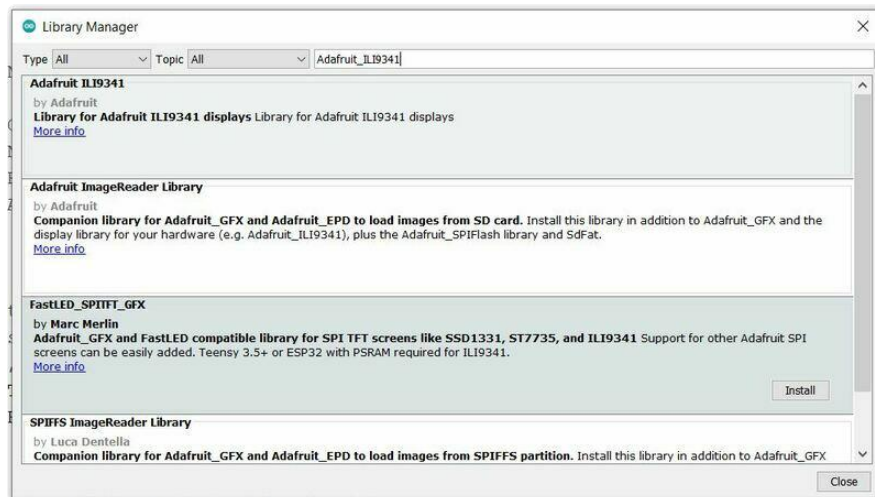 Library Manager
Type All Topic All Adafruit_ILI9341
Adafruit ILI9341
by Adafruit
Library for Adafruit ILI9341 displays Library for Adafruit ILI9341 displays
More info
Adafruit ImageReader Library
by Adafruit
Companion library for Adafruit_GFX and Adafruit_EPD to load images from SD card. Install this library in addition to Adafruit_GFX and the
display library for your hardware (e.g. Adafruit_ILI9341), plus the Adafruit_SPIFlash library and SdFat.
More info
FastLED_SPITFT_GFX
by Marc Merlin
Adafruit_GFX and FastLED compatible library for SPI TFT screens like SSD1331, ST7735, and ILI9341 Support for other Adafruit SPI
screens can be easily added. Teensy 3.5+ or ESP32 with PSRAM required for ILI9341.
More info
Install
SPIFFS ImageReader Library
by Luca Dentella
Companion library for Adafruit_GFX and Adafruit_EPD to load images from SPIFFS partition. Install this library in addition to Adafruit_GFX
Close